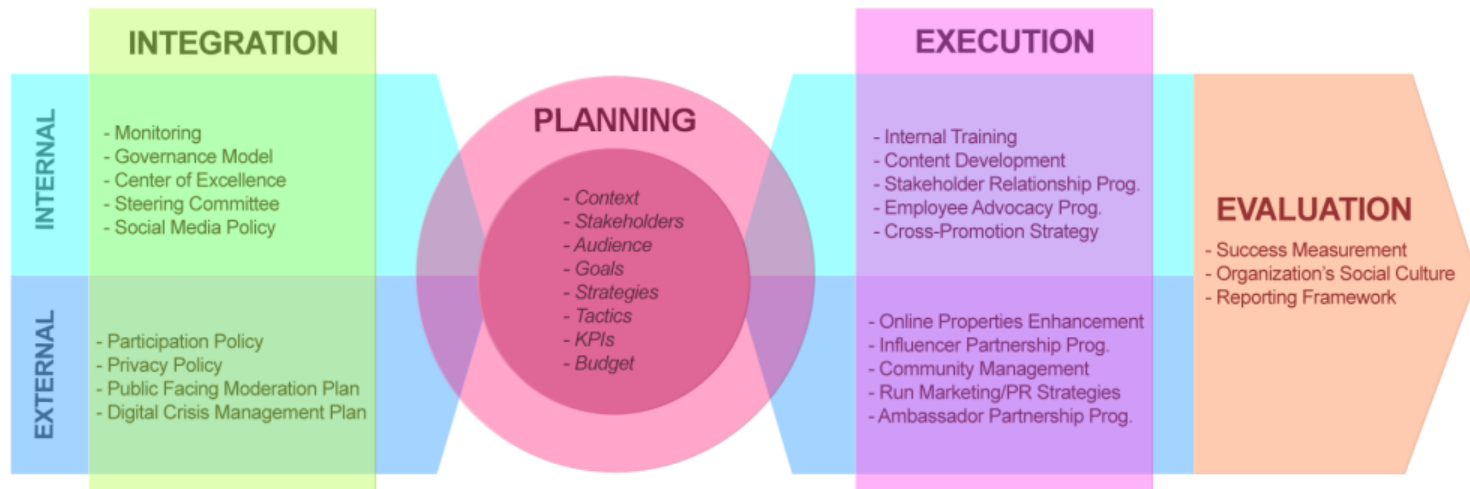 INTEGRATION
INTERNAL
- Monitoring
- Governance Model
- Center of Excellence
- Steering Committee
- Social Media Policy
EXTERNAL
- Participation Policy
- Privacy Policy
- Public Facing Moderation Plan
- Digital Crisis Management Plan
PLANNING
- Context
- Stakeholders
- Audience
- Goals
- Strategies
- Tactics
- KPIs
- Budget
EXECUTION
- Internal Training
- Content Development
- Stakeholder Relationship Prog.
- Employee Advocacy Prog.
- Cross-Promotion Strategy
- Online Properties Enhancement
- Influencer Partnership Prog.
- Community Management
- Run Marketing/PR Strategies
- Ambassador Partnership Prog.
EVALUATION
- Success Measurement
- Organization's Social Culture
- Reporting Framework